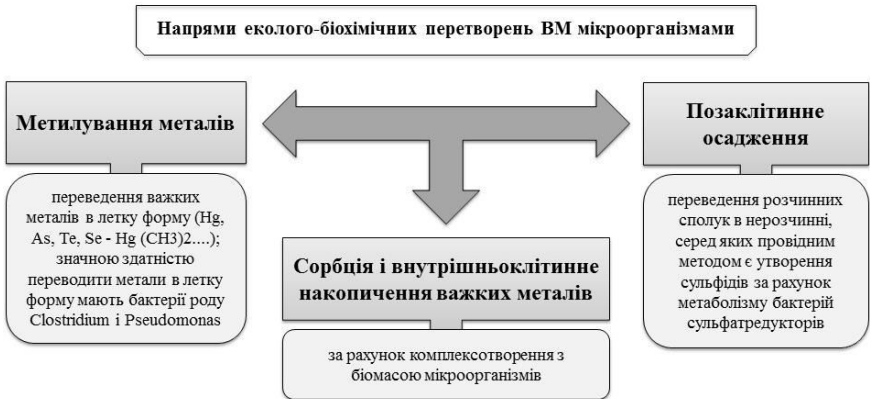 Напрями еколого-біохімічних перетворень ВМ мікроорганізмами
Метилування металів
переведення важких
металів в летку форму (Hg,
As, Te, Se - Hg (CH3)2....);
значною здатністю
переводити метали в летку
форму мають бактерії роду
Clostridium і Pseudomonas
Сорбція і внутрішньоклітинне
накопичення важких металів
за рахунок комплексотворення з
біомасою мікроорганізмів
Позаклітинне
осадження
переведення розчинних
сполук в нерозчинні,
серед яких провідним
методом є утворення
сульфідів за рахунок
метаболізму бактерій
сульфатредукторів